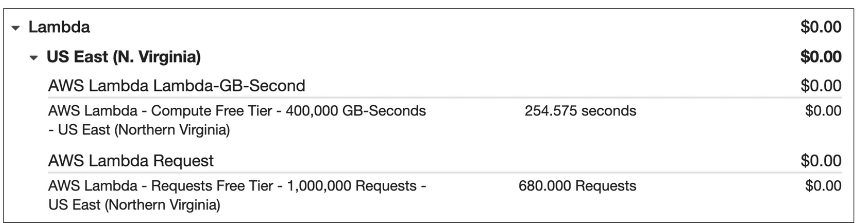 Lambda $0.00
US East (N. Virginia) $0.00
AWS Lambda Lambda-GB-Second $0.00
AWS Lambda - Compute Free Tier - 400,000 GB-Seconds 254.575 seconds $0.00
- US East (Northern Virginia)
AWS Lambda Request $0.00
AWS Lambda - Requests Free Tier - 1,000,000 Requests - 680.000 Requests $0.00
US East (Northern Virginia)